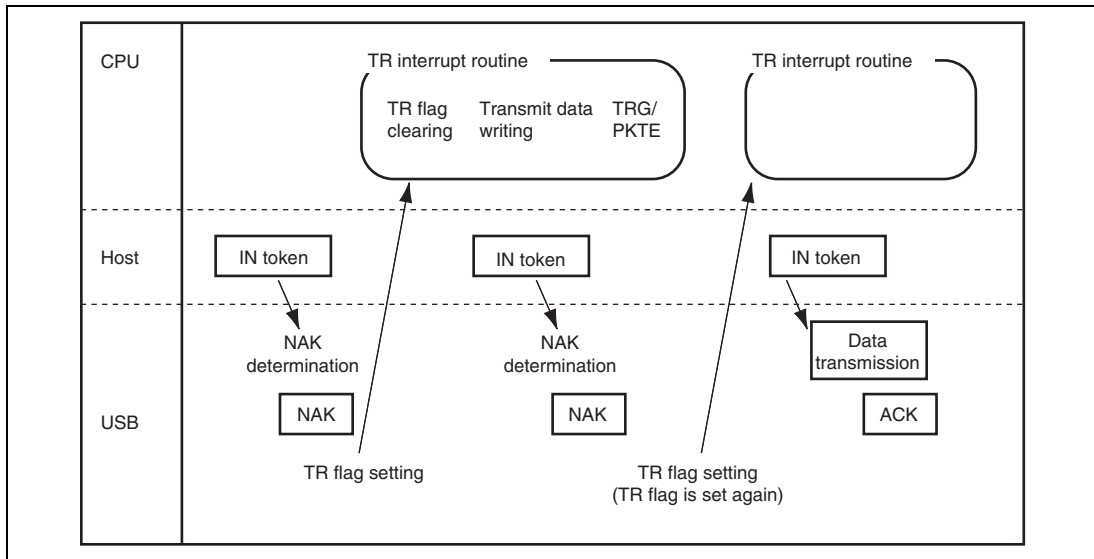 CPU
TR interrupt routine
TR flag
clearing
Transmit data
writing
TRG/
PKTE
TR interrupt routine
Host
IN token
IN token
IN token
USB
NAK
determination
NAK
NAK
determination
NAK
Data
transmission
ACK
TR flag setting
TR flag setting
(TR flag is set again)